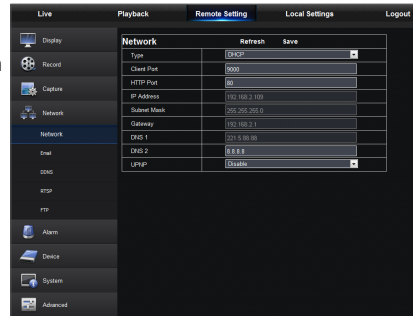 Live Playback Remote Setting Local Settings Logout
Display
Record
Capture
Network
Network
Email
DDNS
RTSP
FTP
Alarm
Device
System
Advanced
Network Refresh Save
Type DHCP
Client Port 9000
HTTP Port 80
IP Address 192.168.2.109
Subnet Mask 255.255.255.0
Gateway 192.168.2.1
DNS 1 221.5.88.88
DNS 2 8.8.8.8
UPNP Disable